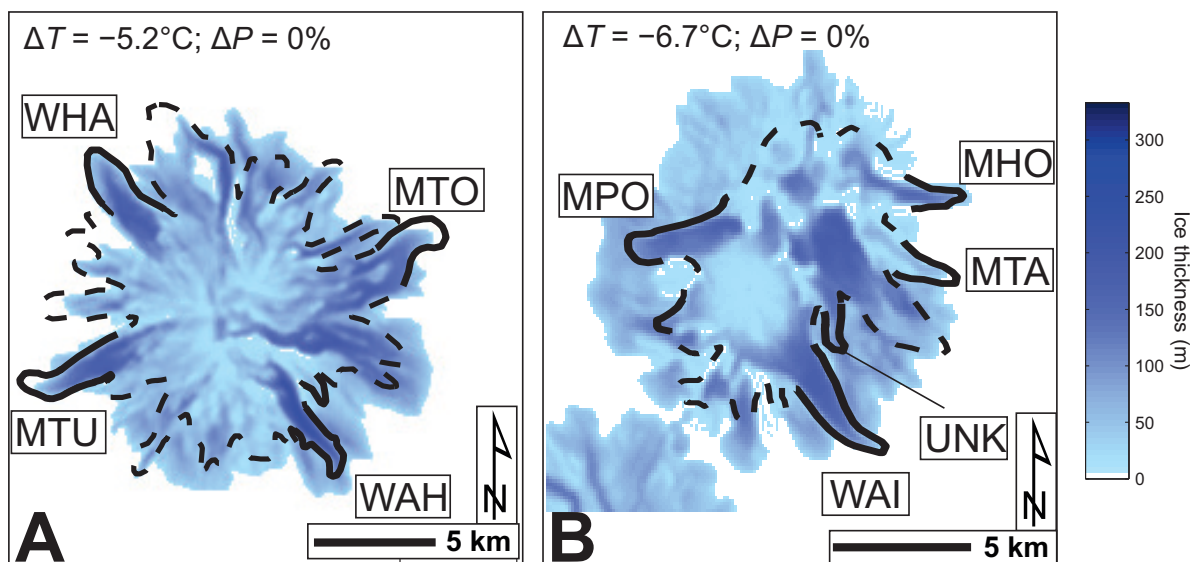 ΔT = −5.2°C; ΔP = 0%
WHA
MTO
MTU
WAH
N
A
5 km
ΔT = −6.7°C; ΔP = 0%
MPO
MHO
MTA
UNK
WAI
N
B
5 km
300
250
200
150
100
50
0
Ice thickness (m)